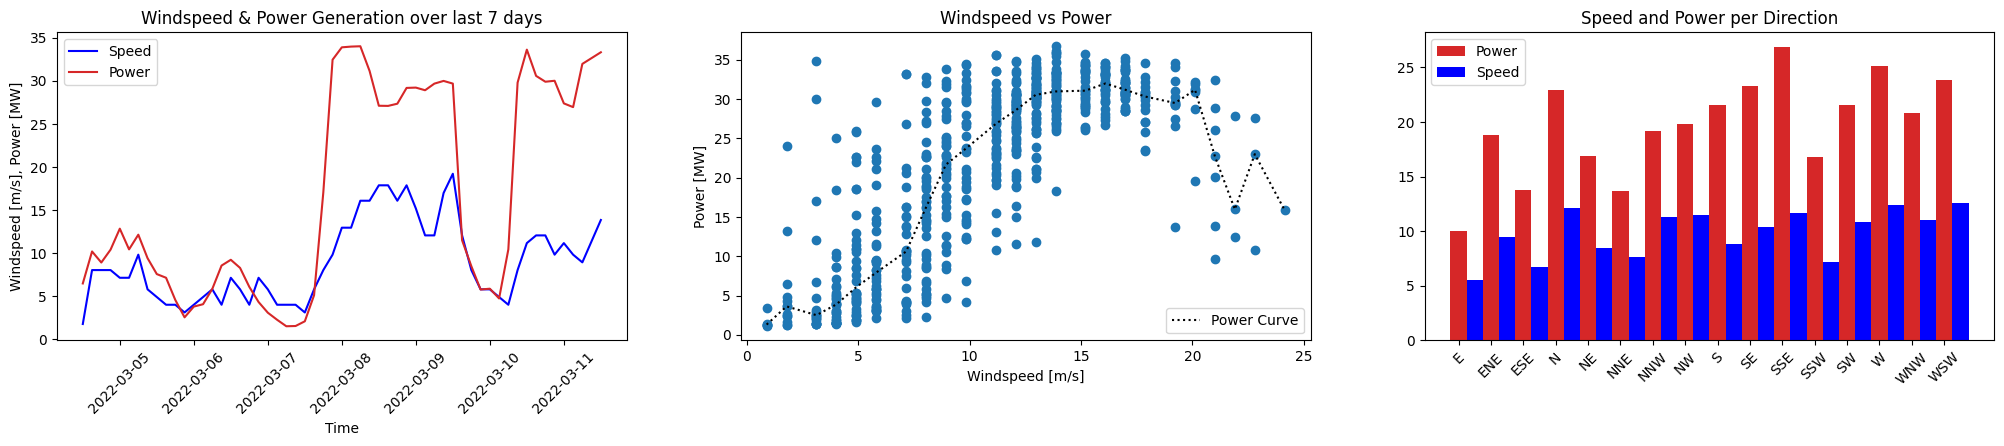 Windspeed & Power Generation over last 7 days
Speed
Power
Windspeed [m/s], Power [MW]
35
30
25
20
15
10
5
0
2022-03-05
2022-03-06
2022-03-07
2022-03-08
2022-03-09
2022-03-10
2022-03-11
Time
Windspeed vs Power
Power [MW]
35
30
25
20
15
10
5
0
Power Curve
0
5
10
15
20
25
Windspeed [m/s]
Speed and Power per Direction
Power
Speed
25
20
15
10
5
0
E
ENE
ESE
N
NE
NNE
NNW
NW
S
SE
SSE
SSW
SW
W
WNW
WSW